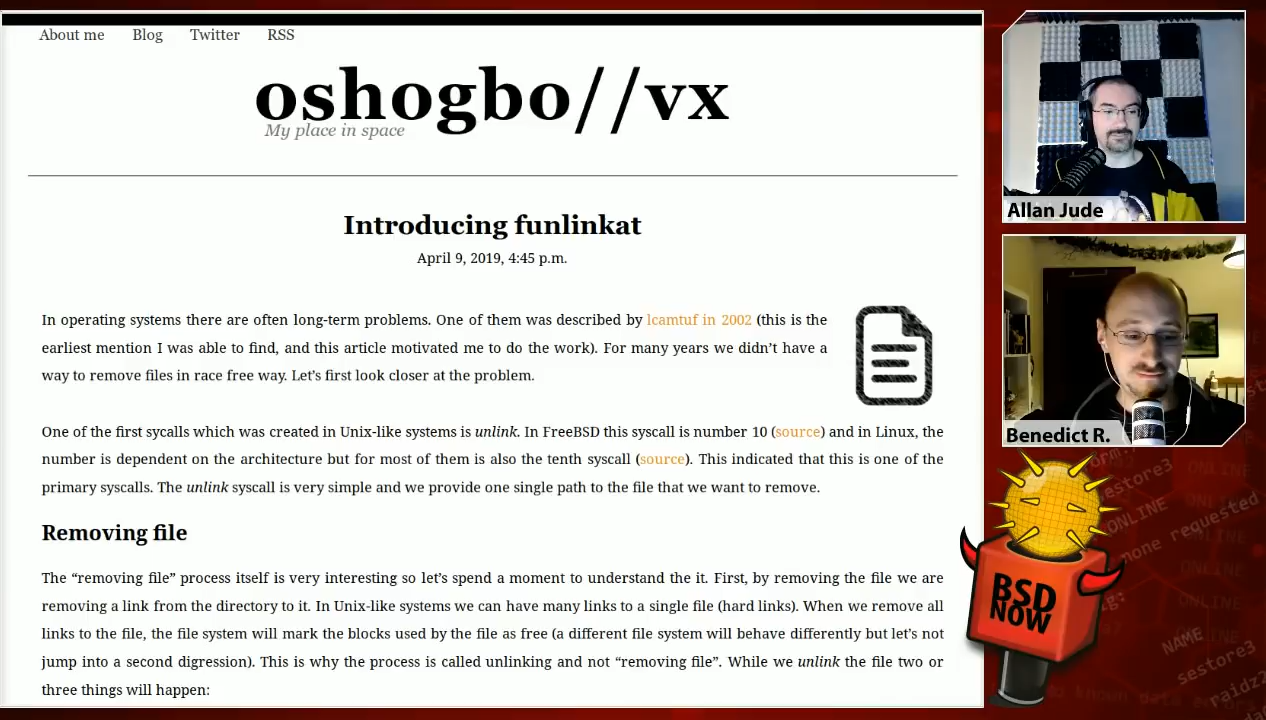 About me Blog Twitter RSS
oshogbo//vx
My place in space
Introducing funlinkat
April 9, 2019, 4:45 p.m.
In operating systems there are often long-term problems. One of them was described by lcamtuf in 2002 (this is the
earliest mention I was able to find, and this article motivated me to do the work). For many years we didn't have a
way to remove files in race free way. Let's first look closer at the problem.
One of the first sycalls which was created in Unix-like systems is unlink. In FreeBSD this syscall is number 10 (source) and in Linux, the
number is dependent on the architecture but for most of them is also the tenth syscall (source). This indicated that this is one of the
primary syscalls. The unlink syscall is very simple and we provide one single path to the file that we want to remove.
Removing file
The “removing file” process itself is very interesting so let's spend a moment to understand the it. First, by removing the file we are
removing a link from the directory to it. In Unix-like systems we can have many links to a single file (hard links). When we remove all
links to the file, the file system will mark the blocks used by the file as free (a different file system will behave differently but let's not
jump into a second digression). This is why the process is called unlinking and not “removing file”. While we unlink the file two or
three things will happen:
Allan Jude
Benedict R.
BSD
NOW
sestore3
ONLINE
ONLINE
none requested
ONLINE
ONLINE
NAME
sestore3
raidz2